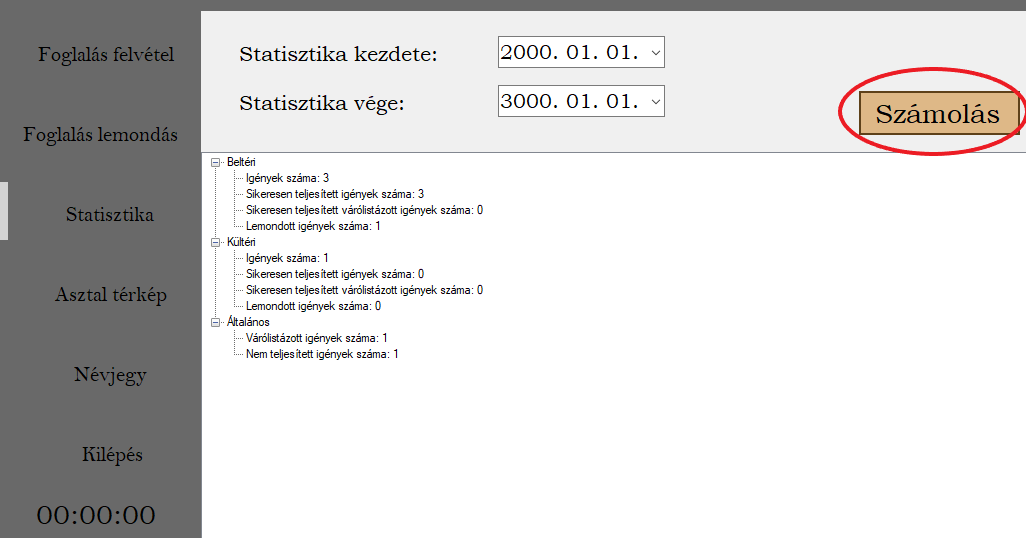 Foglalás felvétel
Foglalás lemondás
Statisztika
Asztal térkép
Névjegy
Kilépés
00:00:00
Statisztika kezdete:
2000. 01. 01.
Statisztika vége:
3000. 01. 01.
Számolás
Beltéri
Igények száma: 3
Sikeresen teljesített igények száma: 3
Sikeresen teljesített várólistázott igények száma: 0
Lemondott igények száma: 1
Kültéri
Igények száma: 1
Sikeresen teljesített igények száma: 0
Sikeresen teljesített várólistázott igények száma: 0
Lemondott igények száma: 0
Általános
Várólistázott igények száma: 1
Nem teljesített igények száma: 1